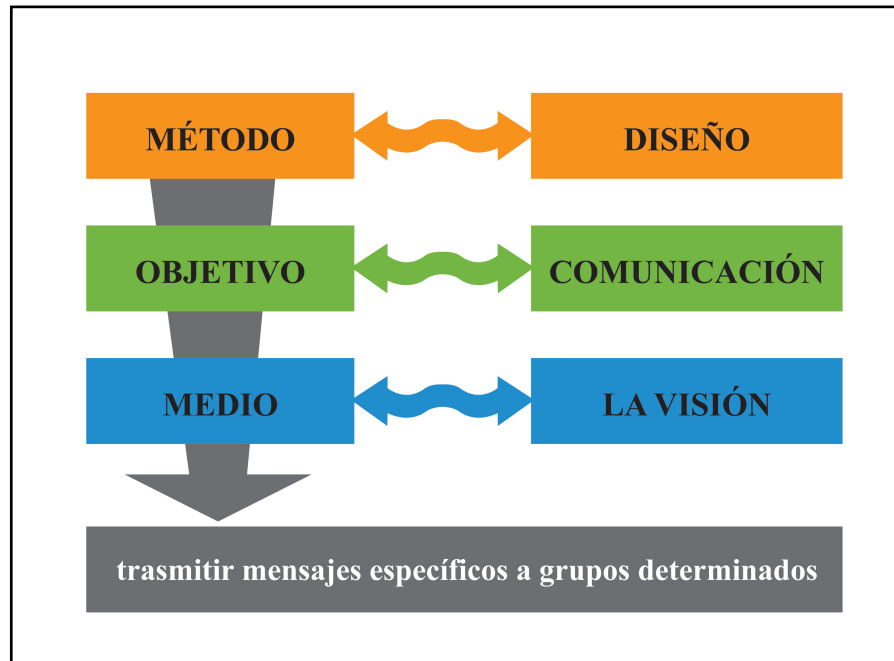 MÉTODO
DISEÑO
OBJETIVO
COMUNICACIÓN
MEDIO
LA VISIÓN
trasmitir mensajes específicos a grupos determinados